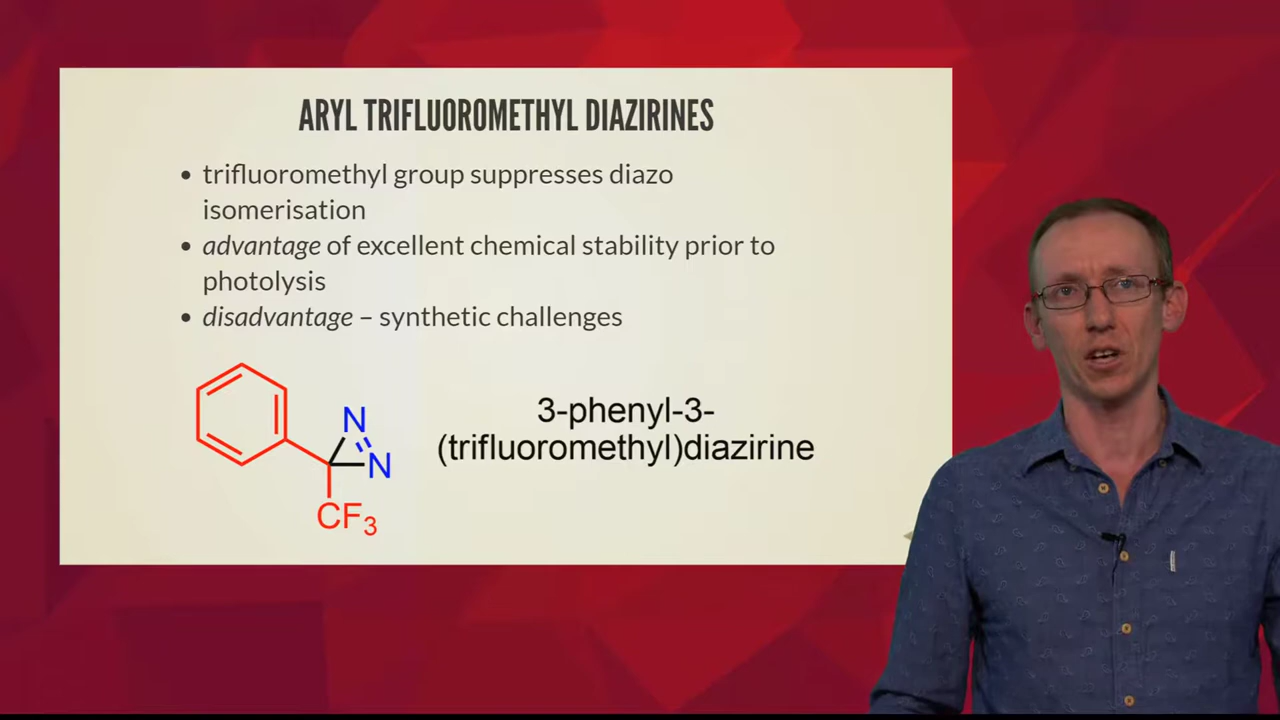 ARYL TRIFLUOROMETHYL DIAZIRINES
• trifluoromethyl group suppresses diazo
isomerisation
• advantage of excellent chemical stability prior to
photolysis
• disadvantage – synthetic challenges
N
N
CF₃
3-phenyl-3-
(trifluoromethyl)diazirine